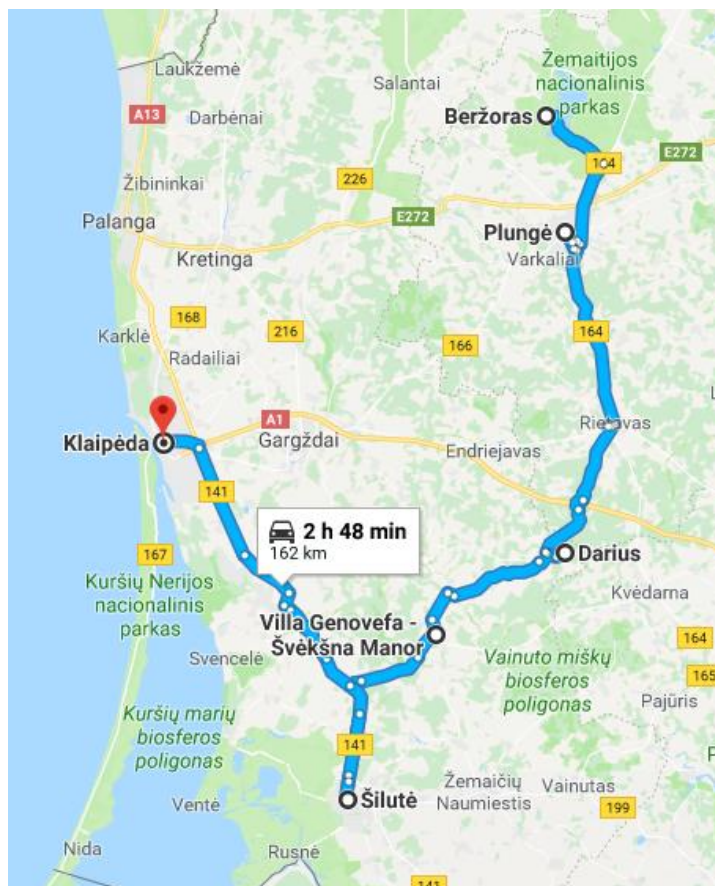 Laukžemė
Salantai
Žemaitijos
nacionalinis
parkas
A13
Darbėnai
Beržoras
164
E272
Žibininkai
226
Palanga
E272
Plungė
Varkaliai
Kretinga
168
216
164
Karklė
166
Radailiai
Rietavas
A1
Klaipėda
Gargždai
Endriejavas
141
2 h 48 min
162 km
Darius
167
Kuršių Nerijos
nacionalinis
parkas
Kvėdarna
Villa Genovefa -
Švėkšna Manor
164
Svencelė
Vainuto miškų
biosferos
poligonas
165
Pajūris
Kuršių marių
biosferos
poligonas
141
Žemaičių
Naumiestis
Vainutas
Šilutė
199
Ventė
Nida
Rusnė
141